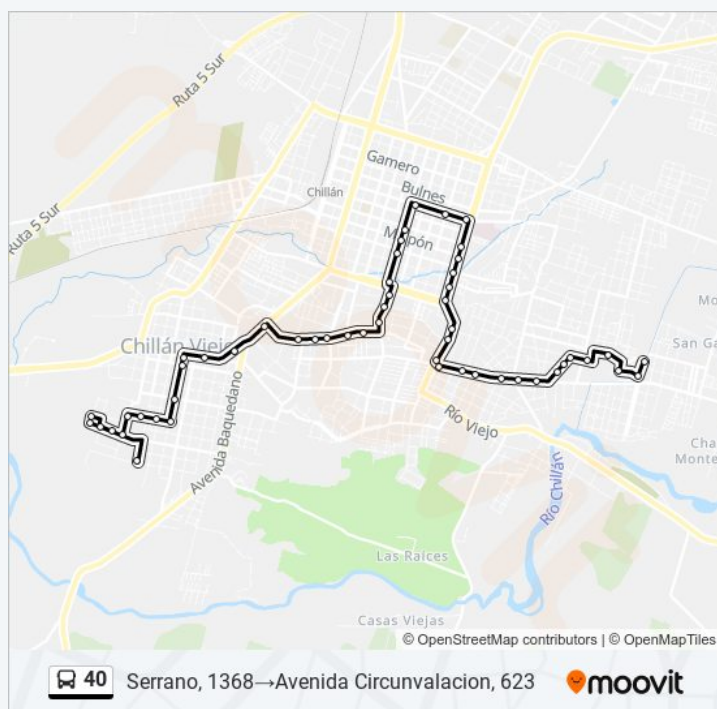 Ruta 5 Sur
Gamero
Chillán
Bulnes
Ruta 5 Sur
Mo
Chillán Viejo
San Ga
Avenida Baquedano
Río Viejo
Cha
Monte
Río Chillán
Las Raíces
Casas Viejas
© OpenStreetMap contributors | © OpenMapTiles
40 Serrano, 1368→Avenida Circunvalacion, 623 moovit